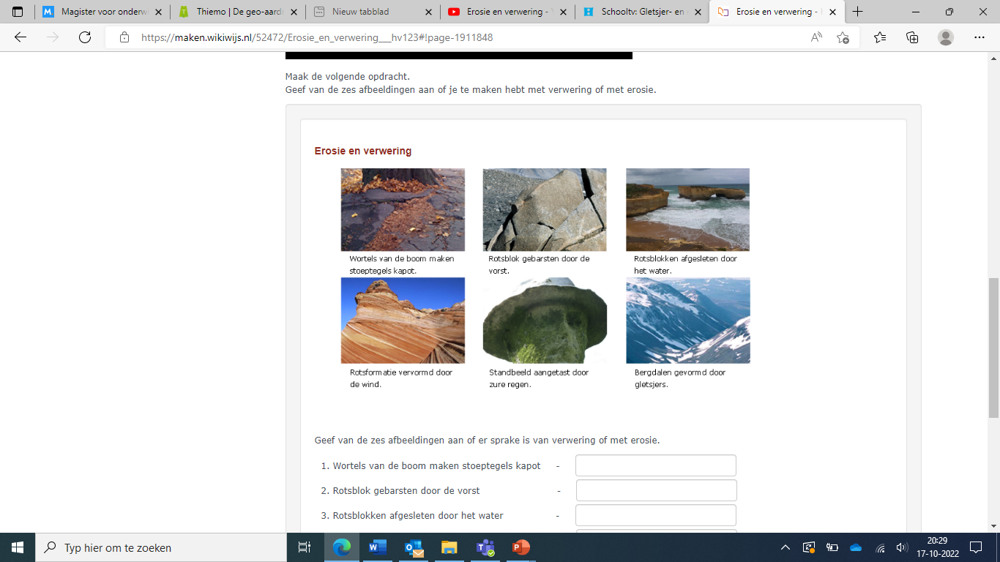 Magister voor onderw
Thiemo | De geo-aard
Nieuw tabblad
Erosie en verwering -
Schooltv: Gletsjer- en
Erosie en verwering -
https://maken.wikiwijs.nl/52472/Erosie_en_verwering__hv123#!page-1911848
Maak de volgende opdracht.
Geef van de zes afbeeldingen aan of je te maken hebt met verwering of met erosie.
Erosie en verwering
Wortels van de boom maken
stoeptegels kapot.
Rotsblok gebarsten door de
vorst.
Rotsblokken afgesleten door
het water.
Rotsformatie vervormd door
de wind.
Standbeeld aangetast door
zure regen.
Bergdalen gevormd door
gletsjers.
Geef van de zes afbeeldingen aan of er sprake is van verwering of met erosie.
1. Wortels van de boom maken stoeptegels kapot -
2. Rotsblok gebarsten door de vorst -
3. Rotsblokken afgesleten door het water -
Typ hier om te zoeken
20:29
17-10-2022